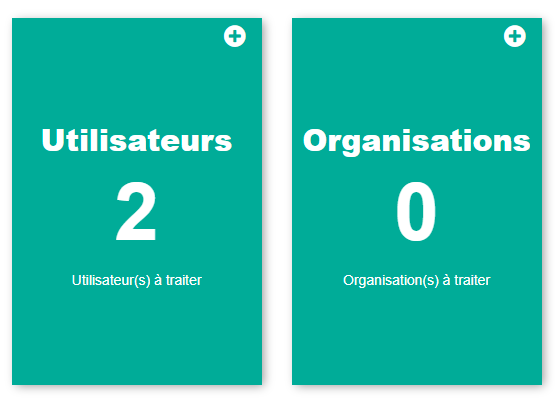 Utilisateurs
2
Utilisateur(s) à traiter
Organisations
0
Organisation(s) à traiter